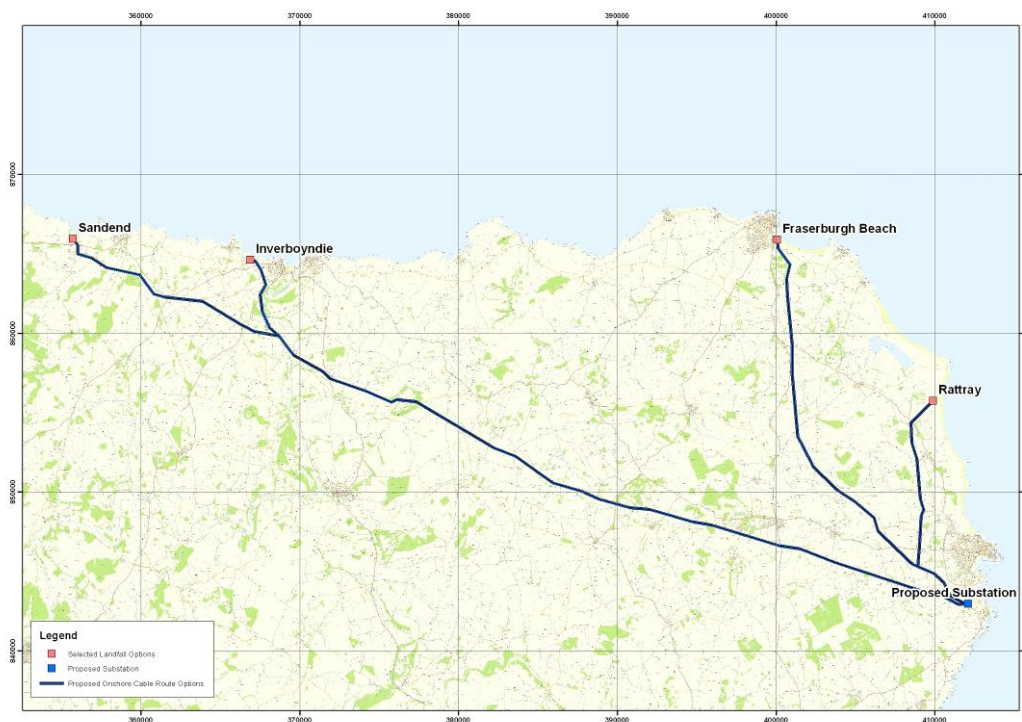 360000 370000 380000 390000 400000 410000
870000
Sandend
Inverboyndie
Fraserburgh Beach
860000
Rattray
850000
Proposed Substation
840000
Legend
Selected Landfall Options
Proposed Substation
Proposed Onshore Cable Route Options
360000 370000 380000 390000 400000 410000